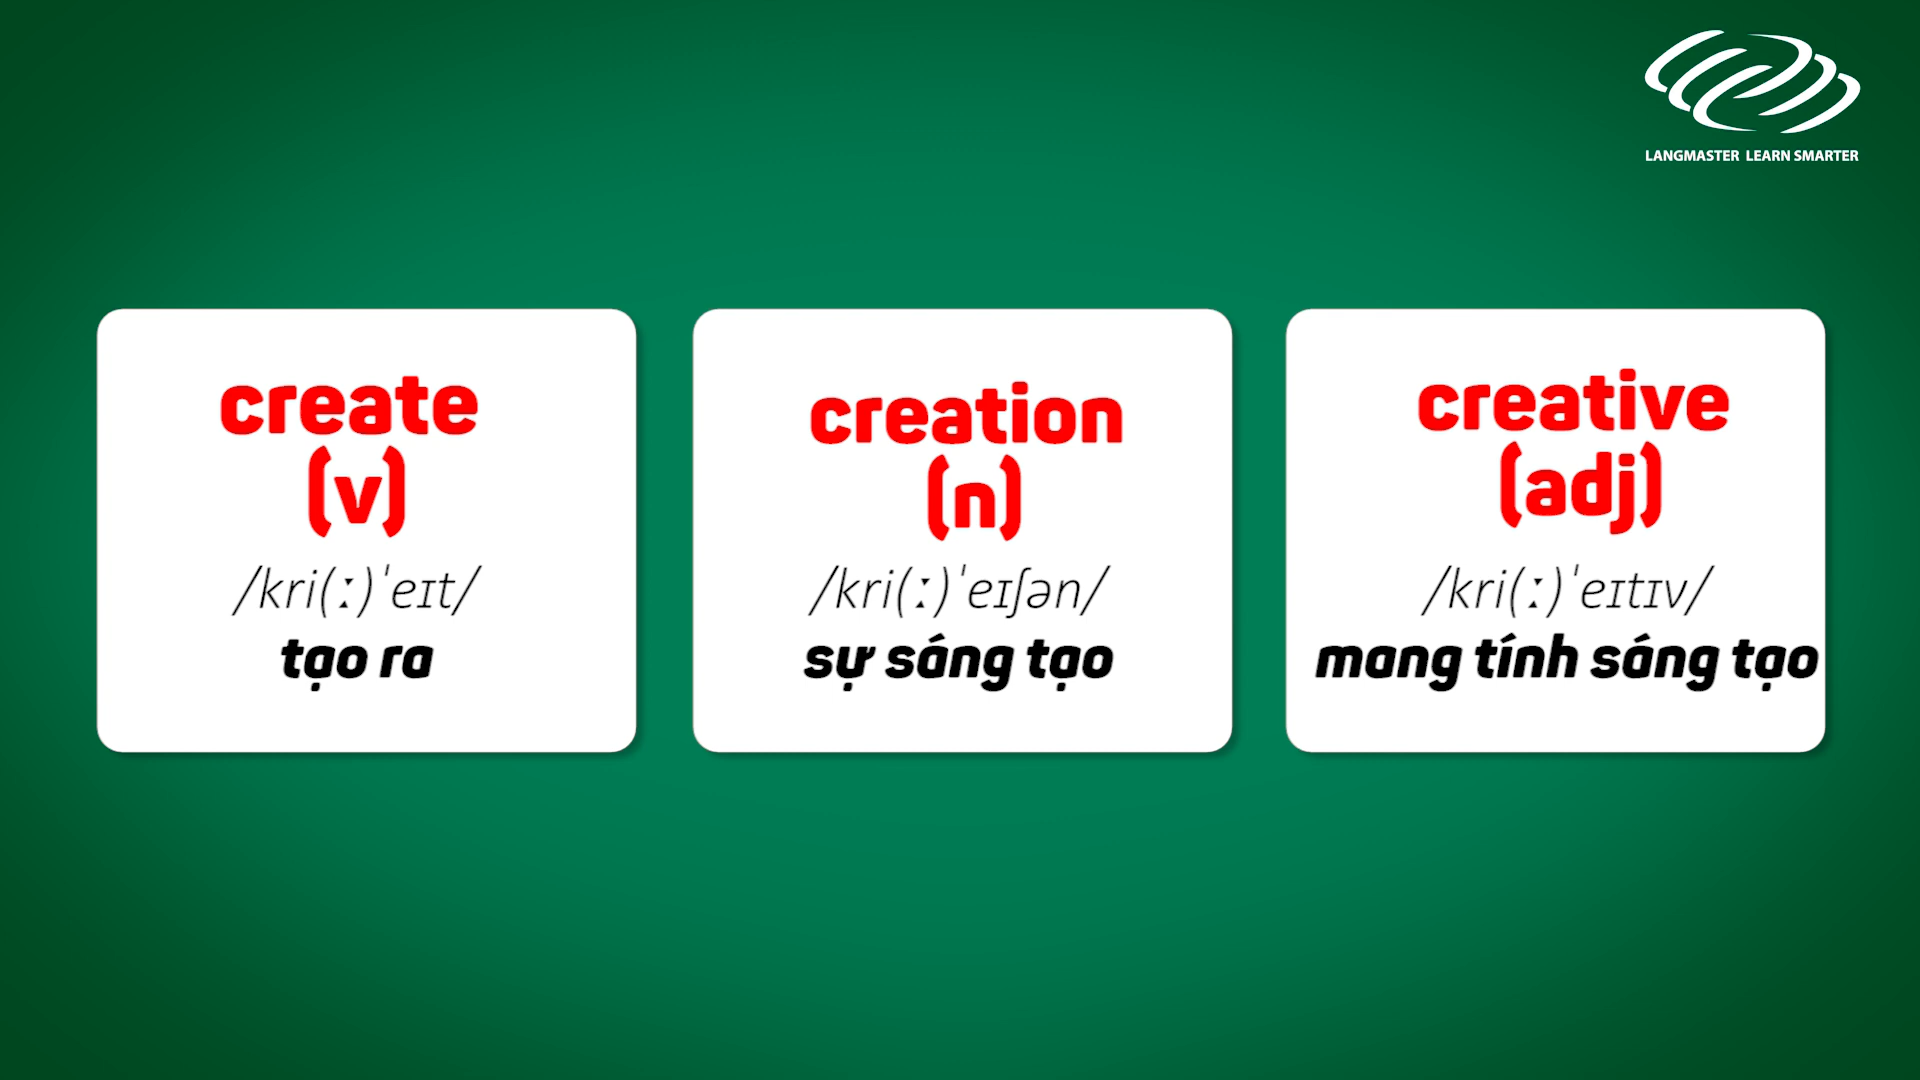 LANGMASTER LEARN SMARTER
create
(v)
/kri(ː)ˈeɪt/
tạo ra
creation
(n)
/kri(ː)ˈeɪʃən/
sự sáng tạo
creative
(adj)
/kri(ː)ˈeɪtɪv/
mang tính sáng tạo